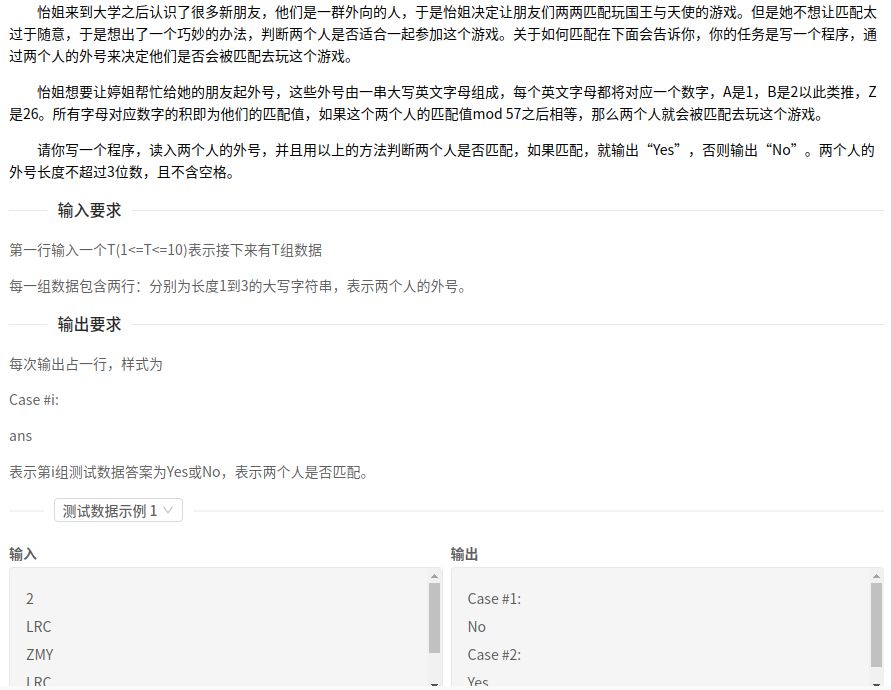 怡姐来到大学之后认识了很多新朋友，他们是一群外向的人，于是怡姐决定让朋友们两两匹配玩国王与天使的游戏。但是她不想让匹配太
过于随意，于是想出了一个巧妙的办法，判断两个人是否适合一起参加这个游戏。关于如何匹配在下面会告诉你，你的任务是写一个程序，通
过两个人的外号来决定他们是否会被匹配去玩这个游戏。
怡姐想要让婷姐帮忙给她的朋友起外号，这些外号由一串大写英文字母组成，每个英文字母都将对应一个数字，A是1，B是2以此类推，Z
是26。所有字母对应数字的积即为他们的匹配值，如果这个两个人的匹配值mod 57之后相等，那么两个人就会被匹配去玩这个游戏。
请你写一个程序，读入两个人的外号，并且用以上的方法判断两个人是否匹配，如果匹配，就输出“Yes”，否则输出“No”。两个人的
外号长度不超过3位数，且不含空格。
输入要求
第一行输入一个T(1<=T<=10)表示接下来有T组数据
每一组数据包含两行：分别为长度1到3的大写字符串，表示两个人的外号。
输出要求
每次输出占一行，样式为
Case #i:
ans
表示第i组测试数据答案为Yes或No，表示两个人是否匹配。
测试数据示例 1
输入
输出
2
LRC
ZMY
LRC
Case #1:
No
Case #2:
Yes